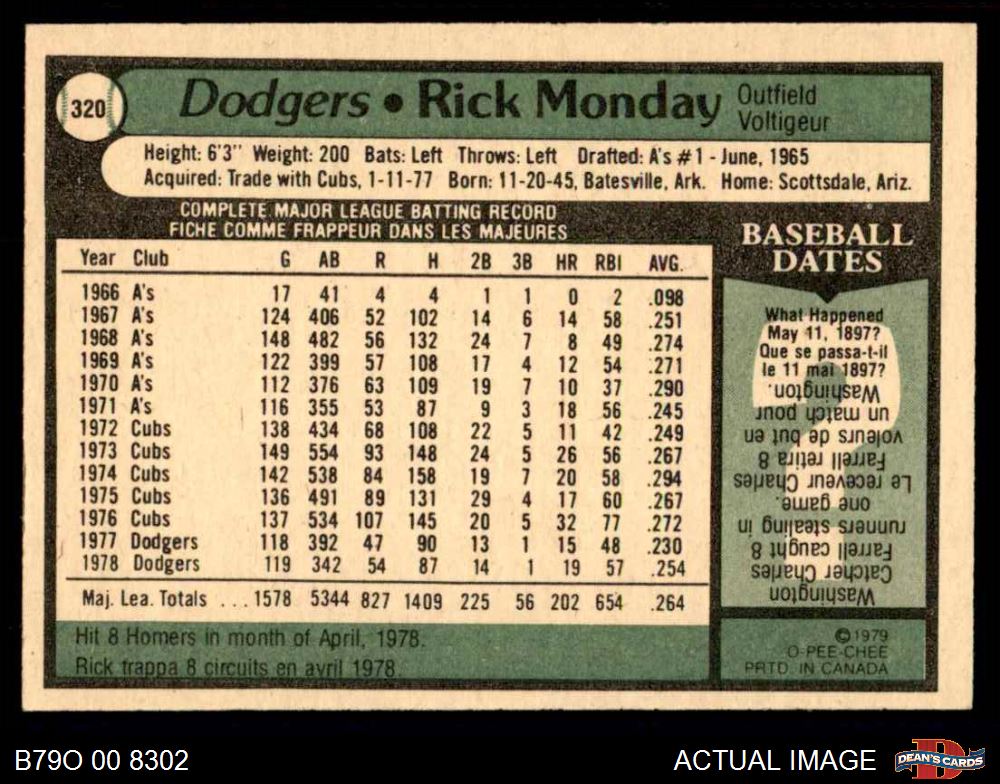 320
Dodgers • Rick Monday
Outfield
Voltigeur
Height: 6'3" Weight: 200 Bats: Left Throws: Left Drafted: A's #1 - June, 1965
Acquired: Trade with Cubs, 1-11-77 Born: 11-20-45, Batesville, Ark. Home: Scottsdale, Ariz.
COMPLETE MAJOR LEAGUE BATTING RECORD
FICHE COMME FRAPPEUR DANS LES MAJEURES
Year Club G AB R H 2B 3B HR RBI AVG.
1966 A's 17 41 4 4 1 1 0 2 .098
1967 A's 124 406 52 102 14 6 14 58 .251
1968 A's 148 482 56 132 24 7 8 49 .274
1969 A's 122 399 57 108 17 4 12 54 .271
1970 A's 112 376 63 109 19 7 10 37 .290
1971 A's 116 355 53 87 9 3 18 56 .245
1972 Cubs 138 434 68 108 22 5 11 42 .249
1973 Cubs 149 554 93 148 24 5 26 56 .267
1974 Cubs 142 538 84 158 19 7 20 58 .294
1975 Cubs 136 491 89 131 29 4 17 60 .267
1976 Cubs 137 534 107 145 20 5 32 77 .272
1977 Dodgers 118 392 47 90 13 1 15 48 .230
1978 Dodgers 119 342 54 87 14 1 19 57 .254
Maj. Lea. Totals ...1578 5344 827 1409 225 56 202 654 .264
Hit 8 Homers in month of April, 1978.
Rick trappa 8 circuits en avril 1978
BASEBALL
DATES
What Happened
May 11, 1897?
Que se passa-t-il
le 11 mai 1897?
Washington
Catcher Charles
Farrell caught 8
runners stealing in
one game.
Le receveur Charles
Farrell retira 8
voleurs de but en
un match pour
Washington.
©1979
O-PEE-CHEE
PRTD. IN CANADA
B79O 00 8302
ACTUAL IMAGE
D
DEAN'S CARDS